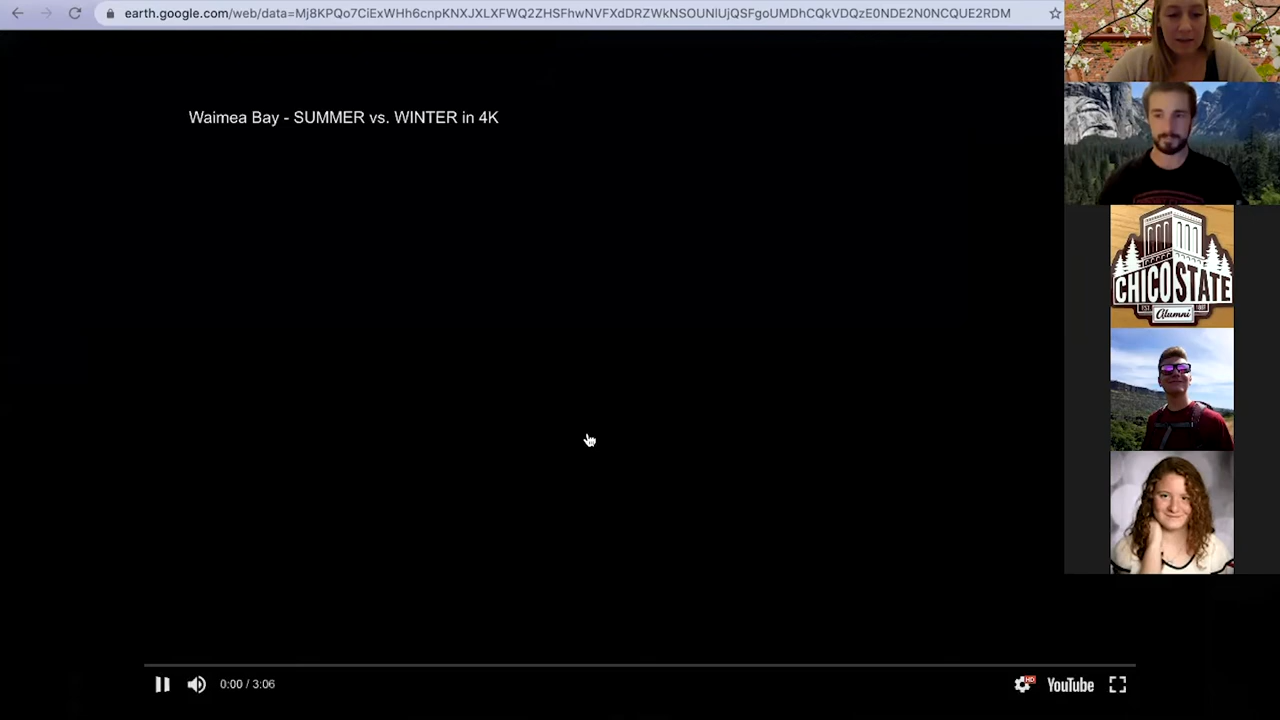 earth.google.com/web/data=Mj8KPQo7CiExWHh6cnpKNXJXLXFWQ2ZHSFhwNVFXdDRZWkNSOUNlUjQSFgoUMDhCQkVDQzE0NDE2N0NCQUE2RDM
Waimea Bay - SUMMER vs. WINTER in 4K
CHICO STATE
Alumni
0:00 / 3:06
HD
YouTube